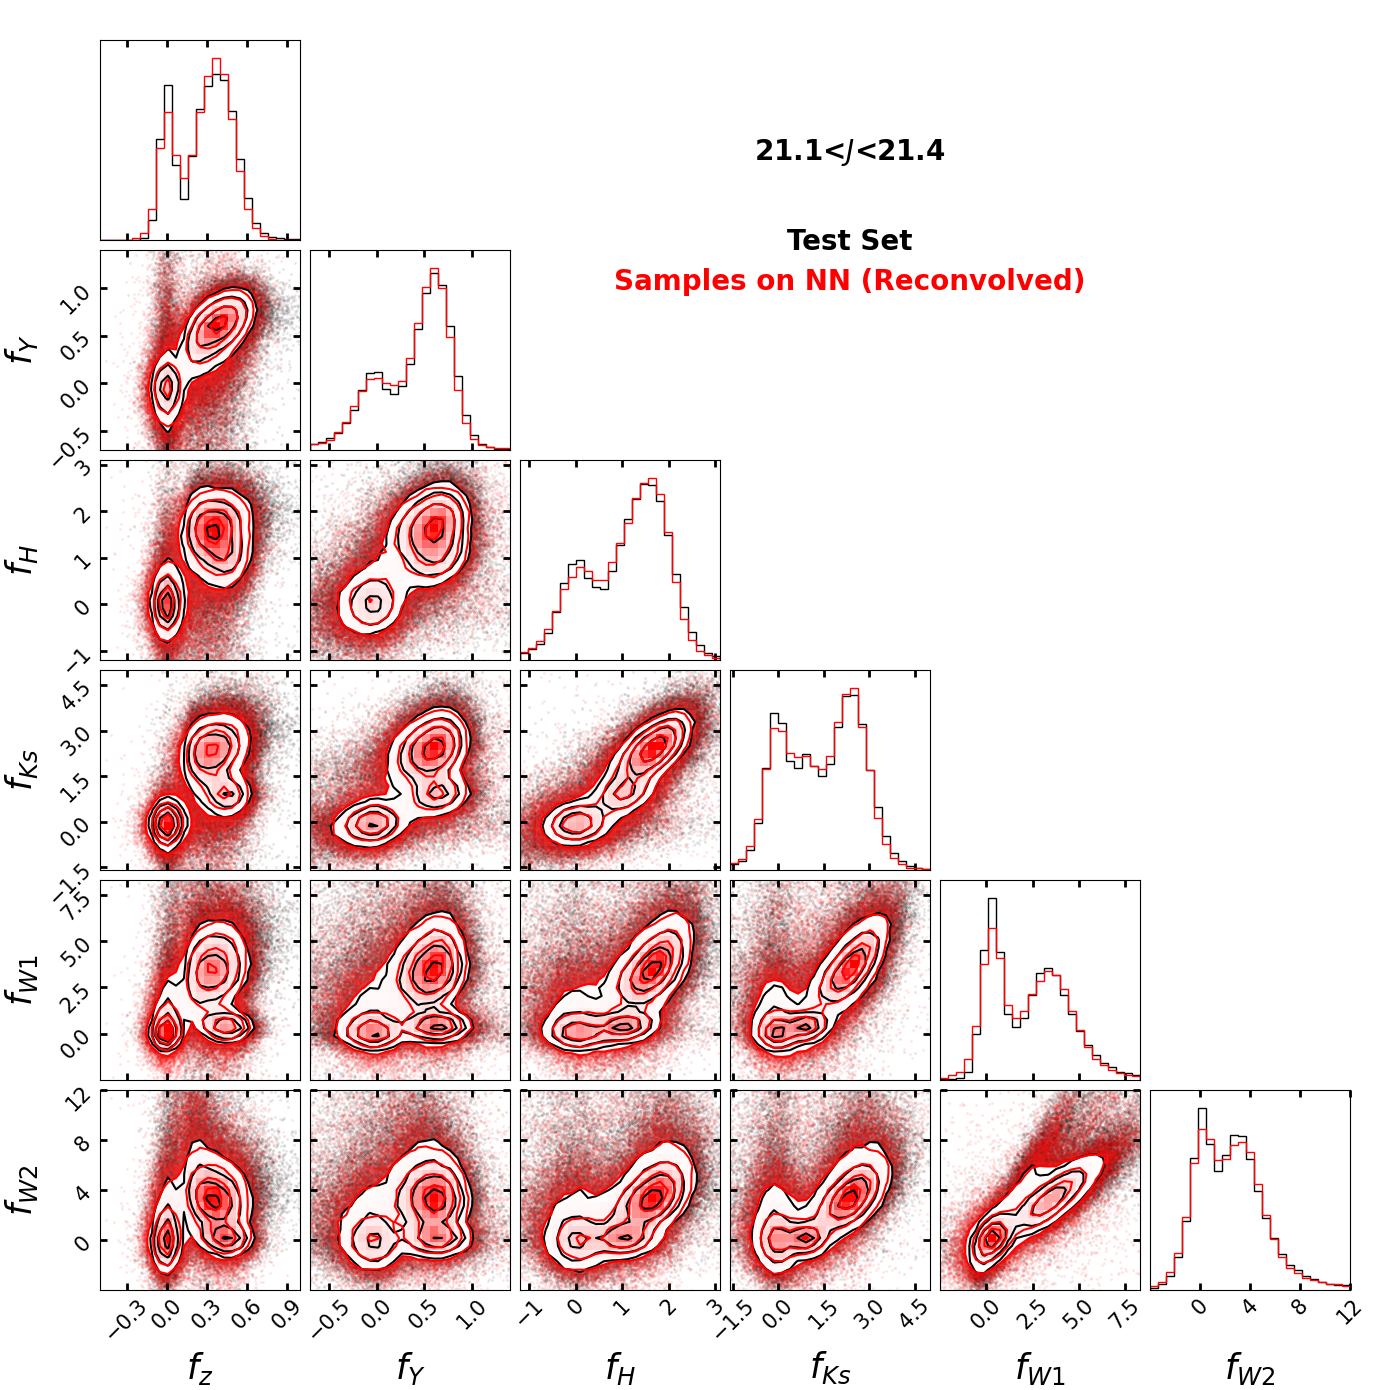 21.1<J<21.4
Test Set
Samples on NN (Reconvolved)
1.0
0.5
0.0
−0.5
f_Y
3
2
1
0
−1
f_H
4.5
3.0
1.5
0.0
−1.5
f_Ks
7.5
5.0
2.5
0.0
f_W1
12
8
4
0
f_W2
−0.3 0.0 0.3 0.6 0.9 −0.5 0.0 0.5 1.0 −1 0 1 2 3 −1.5 0.0 1.5 3.0 4.5 0.0 2.5 5.0 7.5 0 4 8 12
f_z f_Y f_H f_Ks f_W1 f_W2